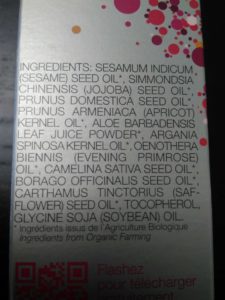 INGREDIENTS: SESAMUM INDICUM
(SESAME) SEED OIL*, SIMMONDSIA
CHINENSIS (JOJOBA) SEED OIL*,
PRUNUS DOMESTICA SEED OIL*,
PRUNUS ARMENIACA (APRICOT)
KERNEL OIL*, ALOE BARBADENSIS
LEAF JUICE POWDER*, ARGANIA
SPINOSA KERNEL OIL*, OENOTHERA
BIENNIS (EVENING PRIMROSE)
OIL*, CAMELINA SATIVA SEED OIL*,
BORAGO OFFICINALIS SEED OIL*,
CARTHAMUS TINCTORIUS (SAF-
FLOWER) SEED OIL*, TOCOPHEROL,
GLYCINE SOJA (SOYBEAN) OIL.
* Ingrédients issus de l'Agriculture Biologique
Ingredients from Organic Farming
Flashez
pour télécharger